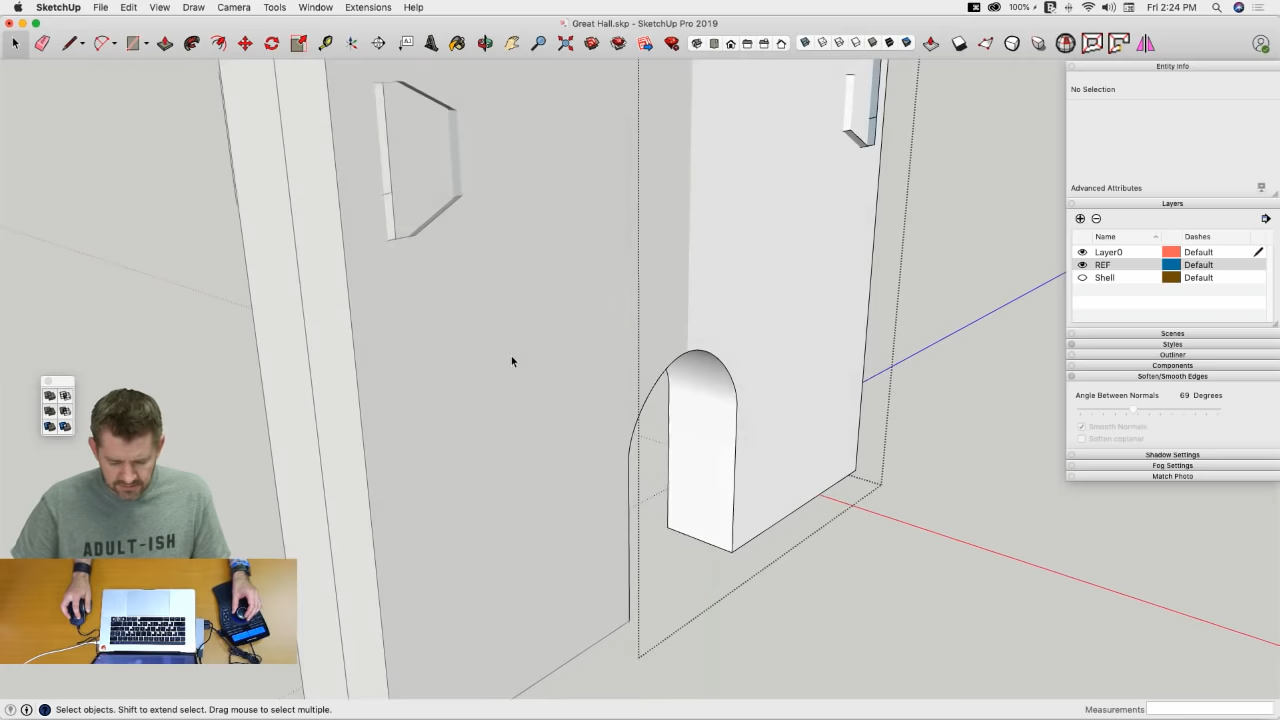 SketchUp File Edit View Draw Camera Tools Window Extensions Help 100% Fri 2:24 PM
Great Hall.skp - SketchUp Pro 2019
Entity Info
No Selection
Advanced Attributes
Layers
Name Dashes
Layer0 Default
REF Default
Shell Default
Scenes
Styles
Outliner
Components
Soften/Smooth Edges
Angle Between Normals 69 Degrees
Smooth Normals
Soften coplanar
Shadow Settings
Fog Settings
Match Photo
ADULT-ISH
Select objects. Shift to extend select. Drag mouse to select multiple.
Measurements